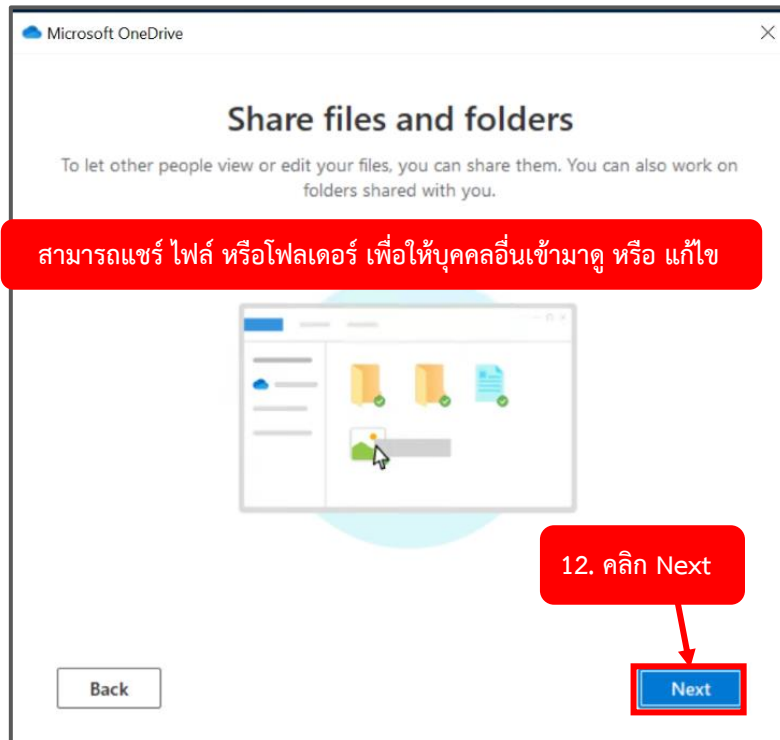 Microsoft OneDrive
Share files and folders
To let other people view or edit your files, you can share them. You can also work on
folders shared with you.
สามารถแชร์ ไฟล์ หรือโฟลเดอร์ เพื่อให้บุคคลอื่นเข้ามาดู หรือ แก้ไข
12. คลิก Next
Back
Next